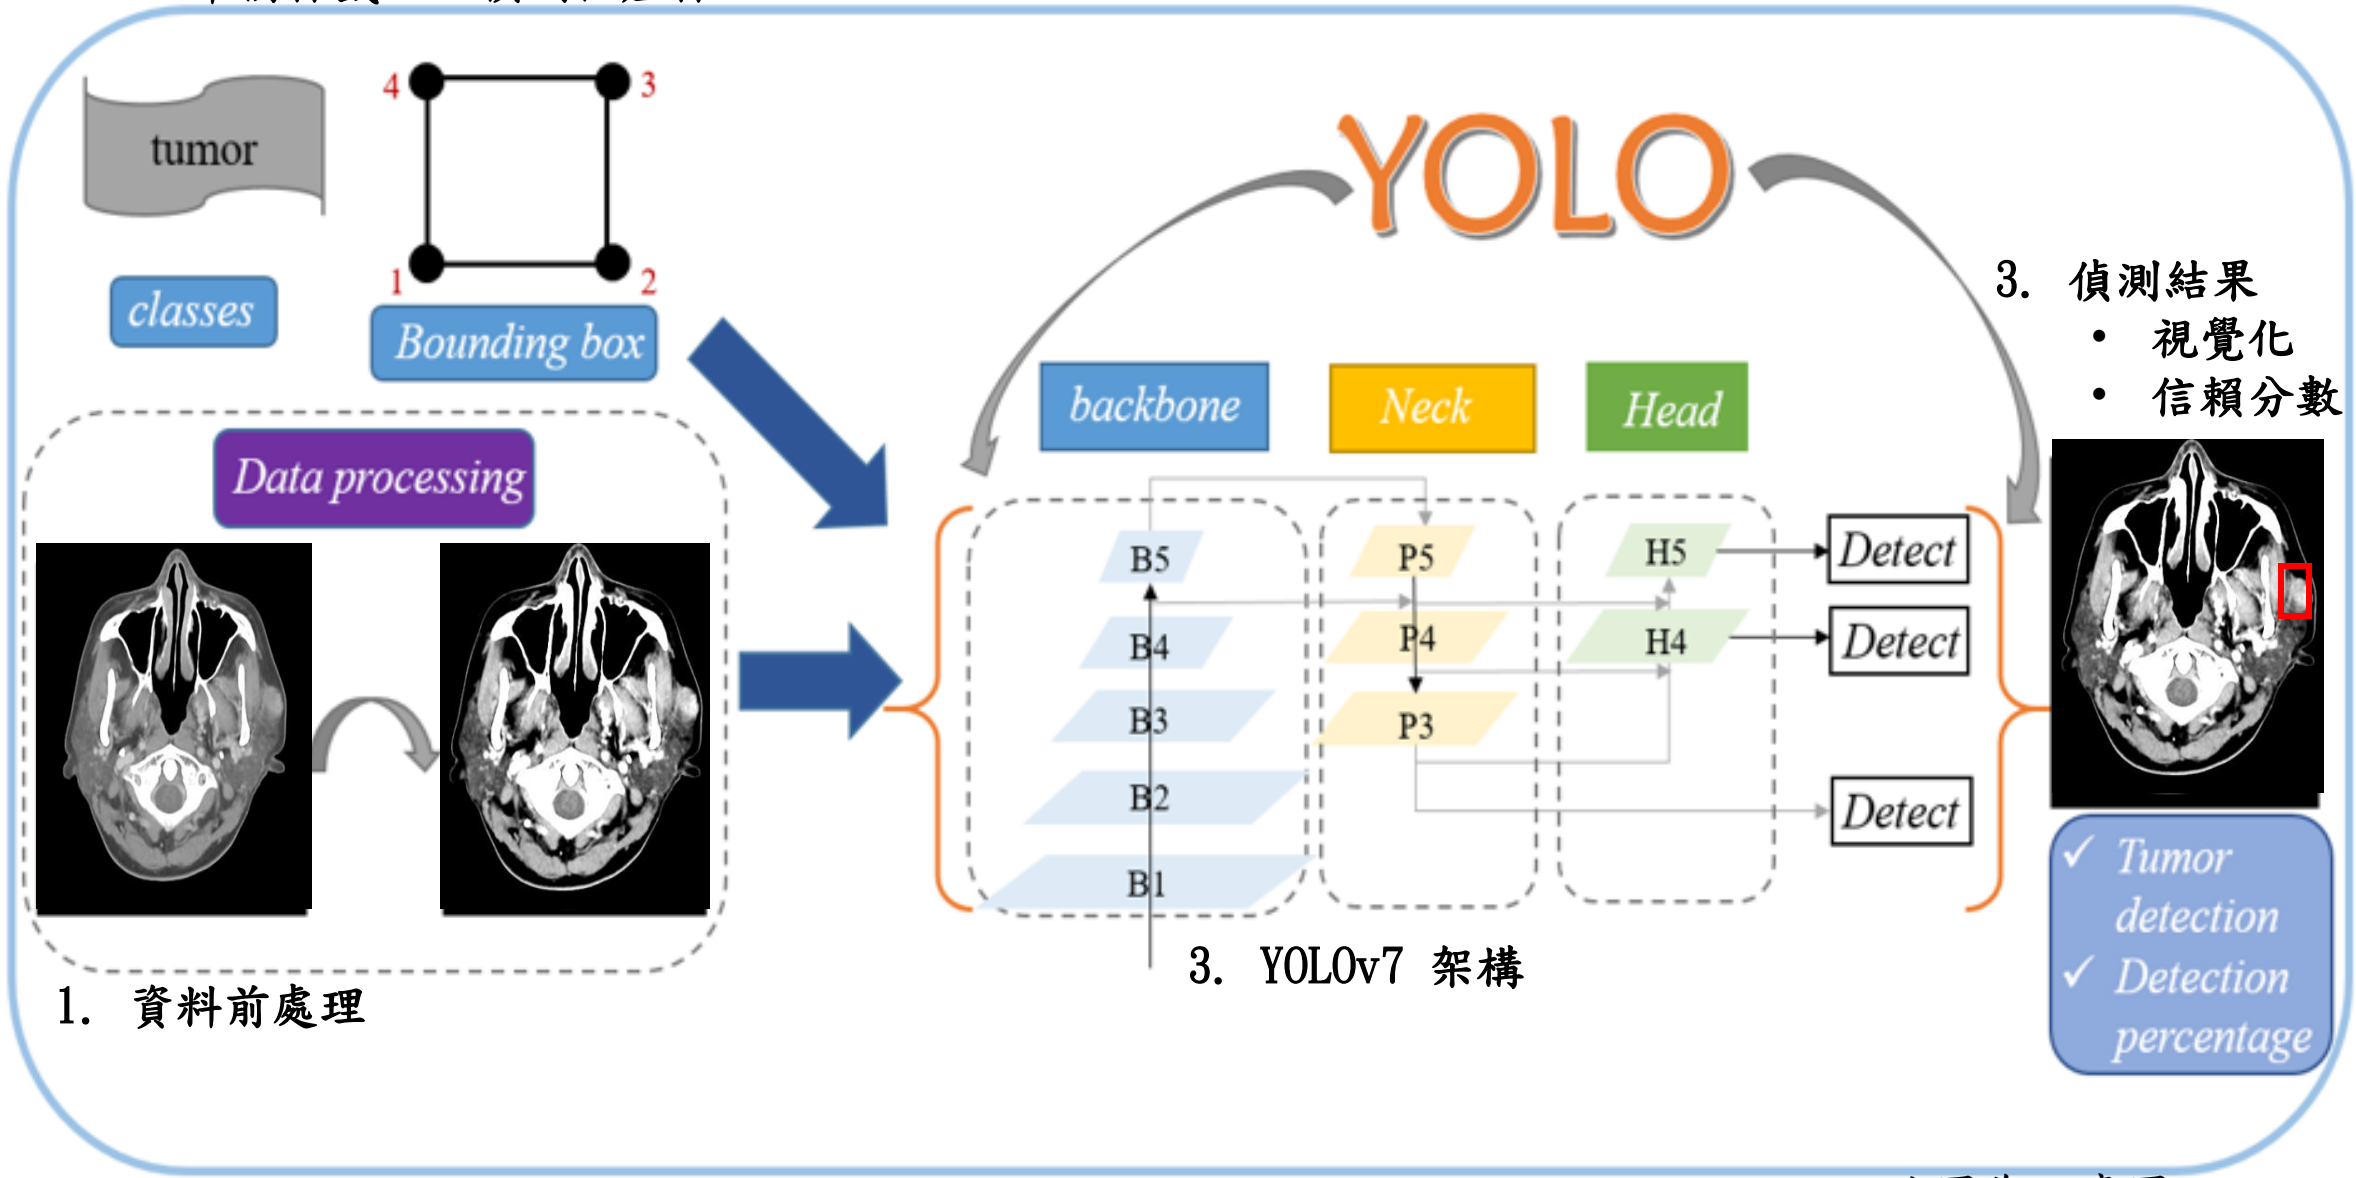 4
3
tumor
1
2
classes
Bounding box
Data processing
1. 資料前處理
YOLO
backbone
Neck
Head
B5
P5
H5
Detect
B4
P4
H4
Detect
B3
P3
B2
Detect
B1
3. YOLOv7 架構
3. 偵測結果
• 視覺化
• 信賴分數
✓ Tumor
detection
✓ Detection
percentage